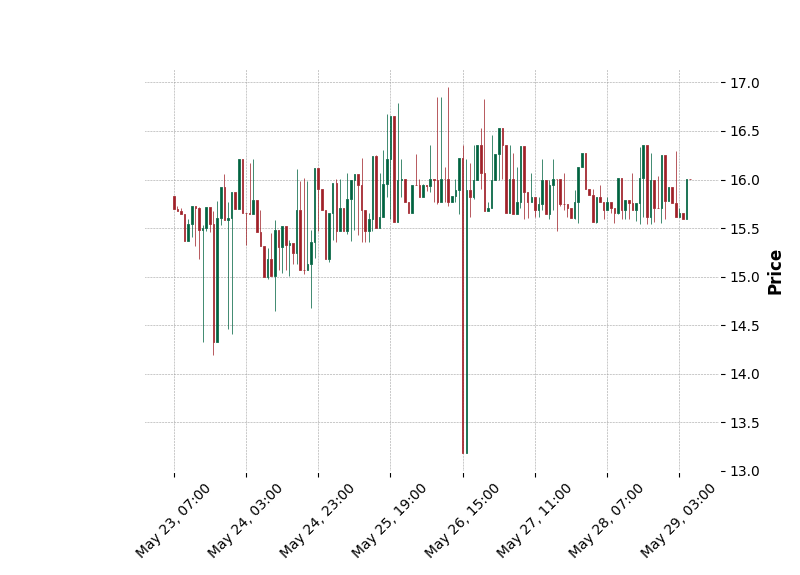 17.0
16.5
16.0
15.5
15.0
14.5
14.0
13.5
13.0
Price
May 23, 07:00
May 24, 03:00
May 24, 23:00
May 25, 19:00
May 26, 15:00
May 27, 11:00
May 28, 07:00
May 29, 03:00